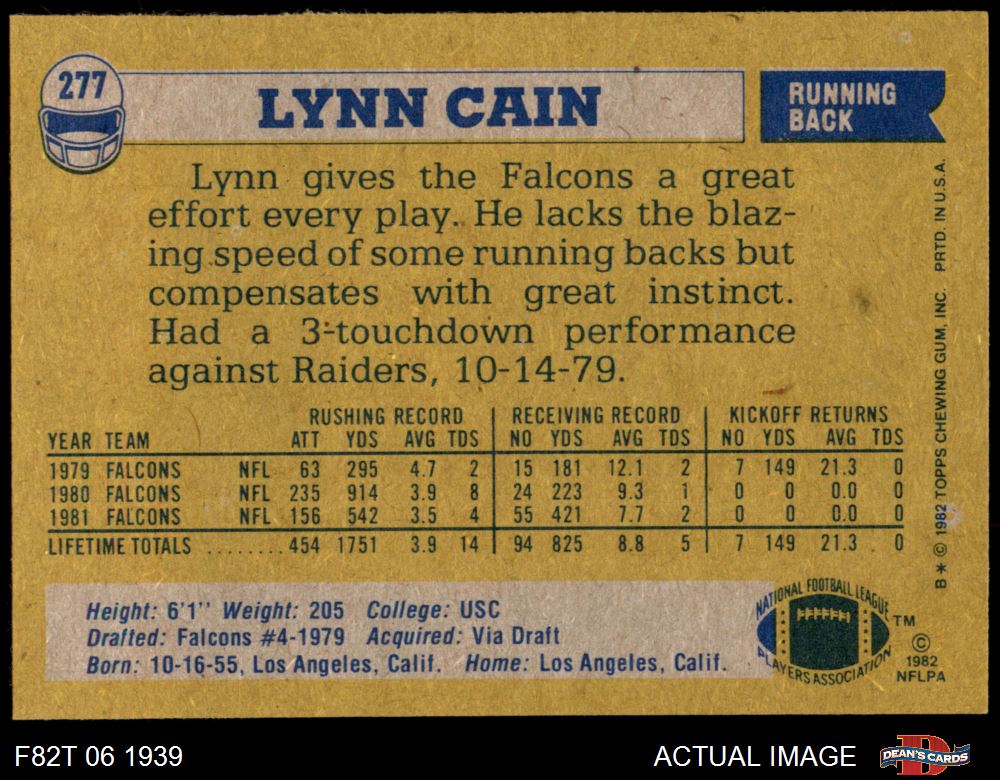 277
LYNN CAIN
RUNNING
BACK
Lynn gives the Falcons a great
effort every play. He lacks the blaz-
ing speed of some running backs but
compensates with great instinct.
Had a 3-touchdown performance
against Raiders, 10-14-79.
RUSHING RECORD RECEIVING RECORD KICKOFF RETURNS
YEAR TEAM ATT YDS AVG TDS NO YDS AVG TDS NO YDS AVG TDS
1979 FALCONS NFL 63 295 4.7 2 15 181 12.1 2 7 149 21.3 0
1980 FALCONS NFL 235 914 3.9 8 24 223 9.3 1 0 0 0.0 0
1981 FALCONS NFL 156 542 3.5 4 55 421 7.7 2 0 0 0.0 0
LIFETIME TOTALS ........ 454 1751 3.9 14 94 825 8.8 5 7 149 21.3 0
Height: 6'1" Weight: 205 College: USC
Drafted: Falcons #4-1979 Acquired: Via Draft
Born: 10-16-55, Los Angeles, Calif. Home: Los Angeles, Calif.
NATIONAL FOOTBALL LEAGUE
PLAYERS ASSOCIATION
TM
©
1982
NFLPA
B* © 1982 TOPPS CHEWING GUM, INC. PRTD. IN U.S.A.
F82T 06 1939
ACTUAL IMAGE
D
DEAN'S CARDS